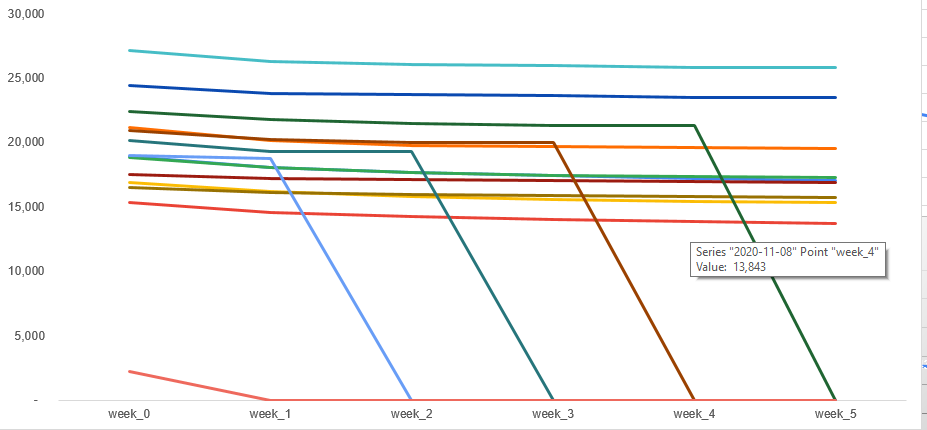 30,000
25,000
20,000
15,000
10,000
5,000
-
Series "2020-11-08" Point "week_4"
Value: 13,843
week_0 week_1 week_2 week_3 week_4 week_5